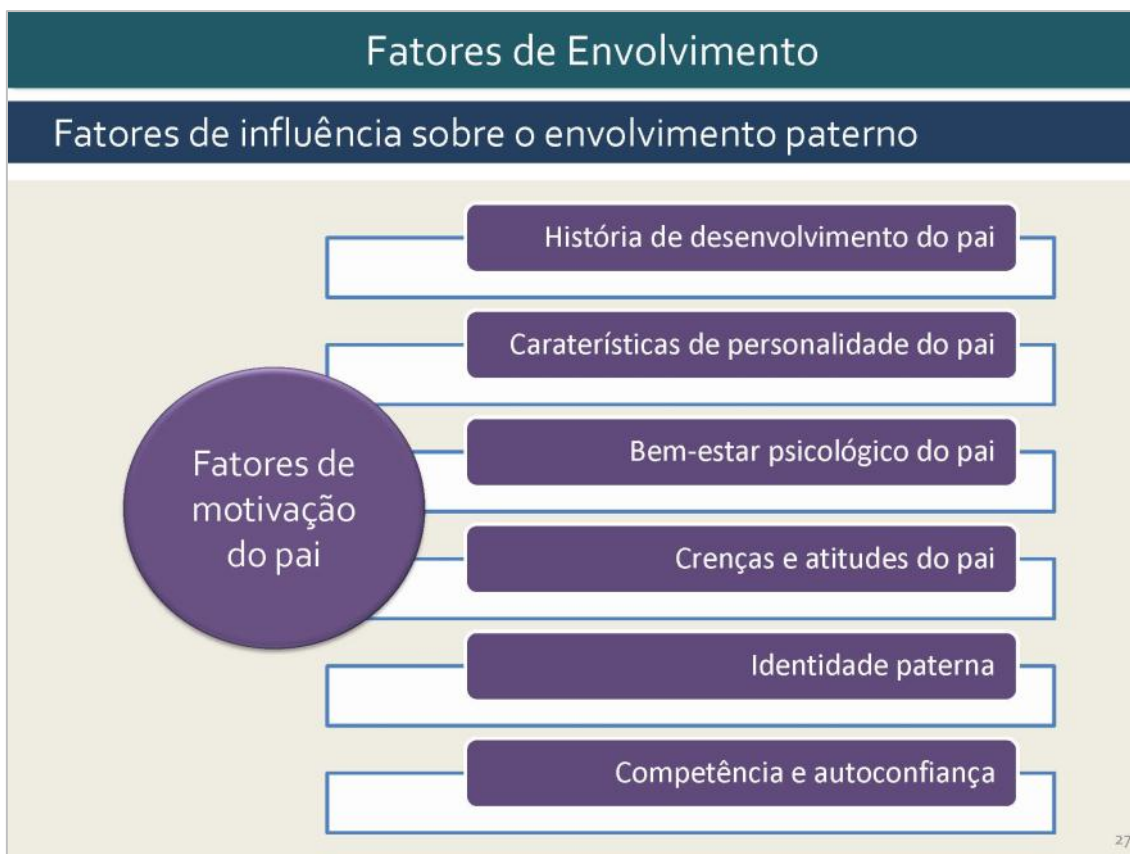 Fatores de Envolvimento
Fatores de influência sobre o envolvimento paterno
História de desenvolvimento do pai
Caraterísticas de personalidade do pai
Bem-estar psicológico do pai
Fatores de
motivação
do pai
Crenças e atitudes do pai
Identidade paterna
Competência e autoconfiança
27